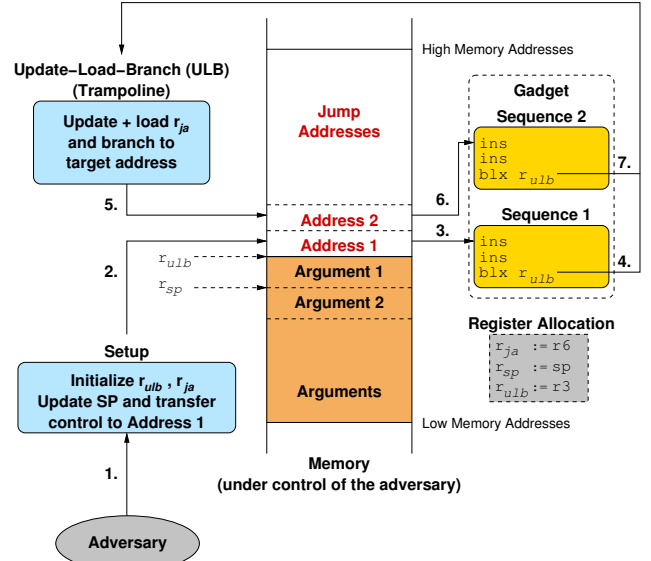 High Memory Addresses
Update–Load–Branch (ULB)
(Trampoline)
Update + load r_ja
and branch to
target address
Jump
Addresses
Gadget
Sequence 2
ins
ins
blx r_ulb
7.
5.
6.
Address 2
3.
Address 1
Sequence 1
ins
ins
blx r_ulb
4.
2.
r_ulb
r_sp
Argument 1
Argument 2
Arguments
Register Allocation
r_ja := r6
r_sp := sp
r_ulb := r3
Setup
Initialize r_ulb , r_ja
Update SP and transfer
control to Address 1
Low Memory Addresses
1.
Memory
(under control of the adversary)
Adversary